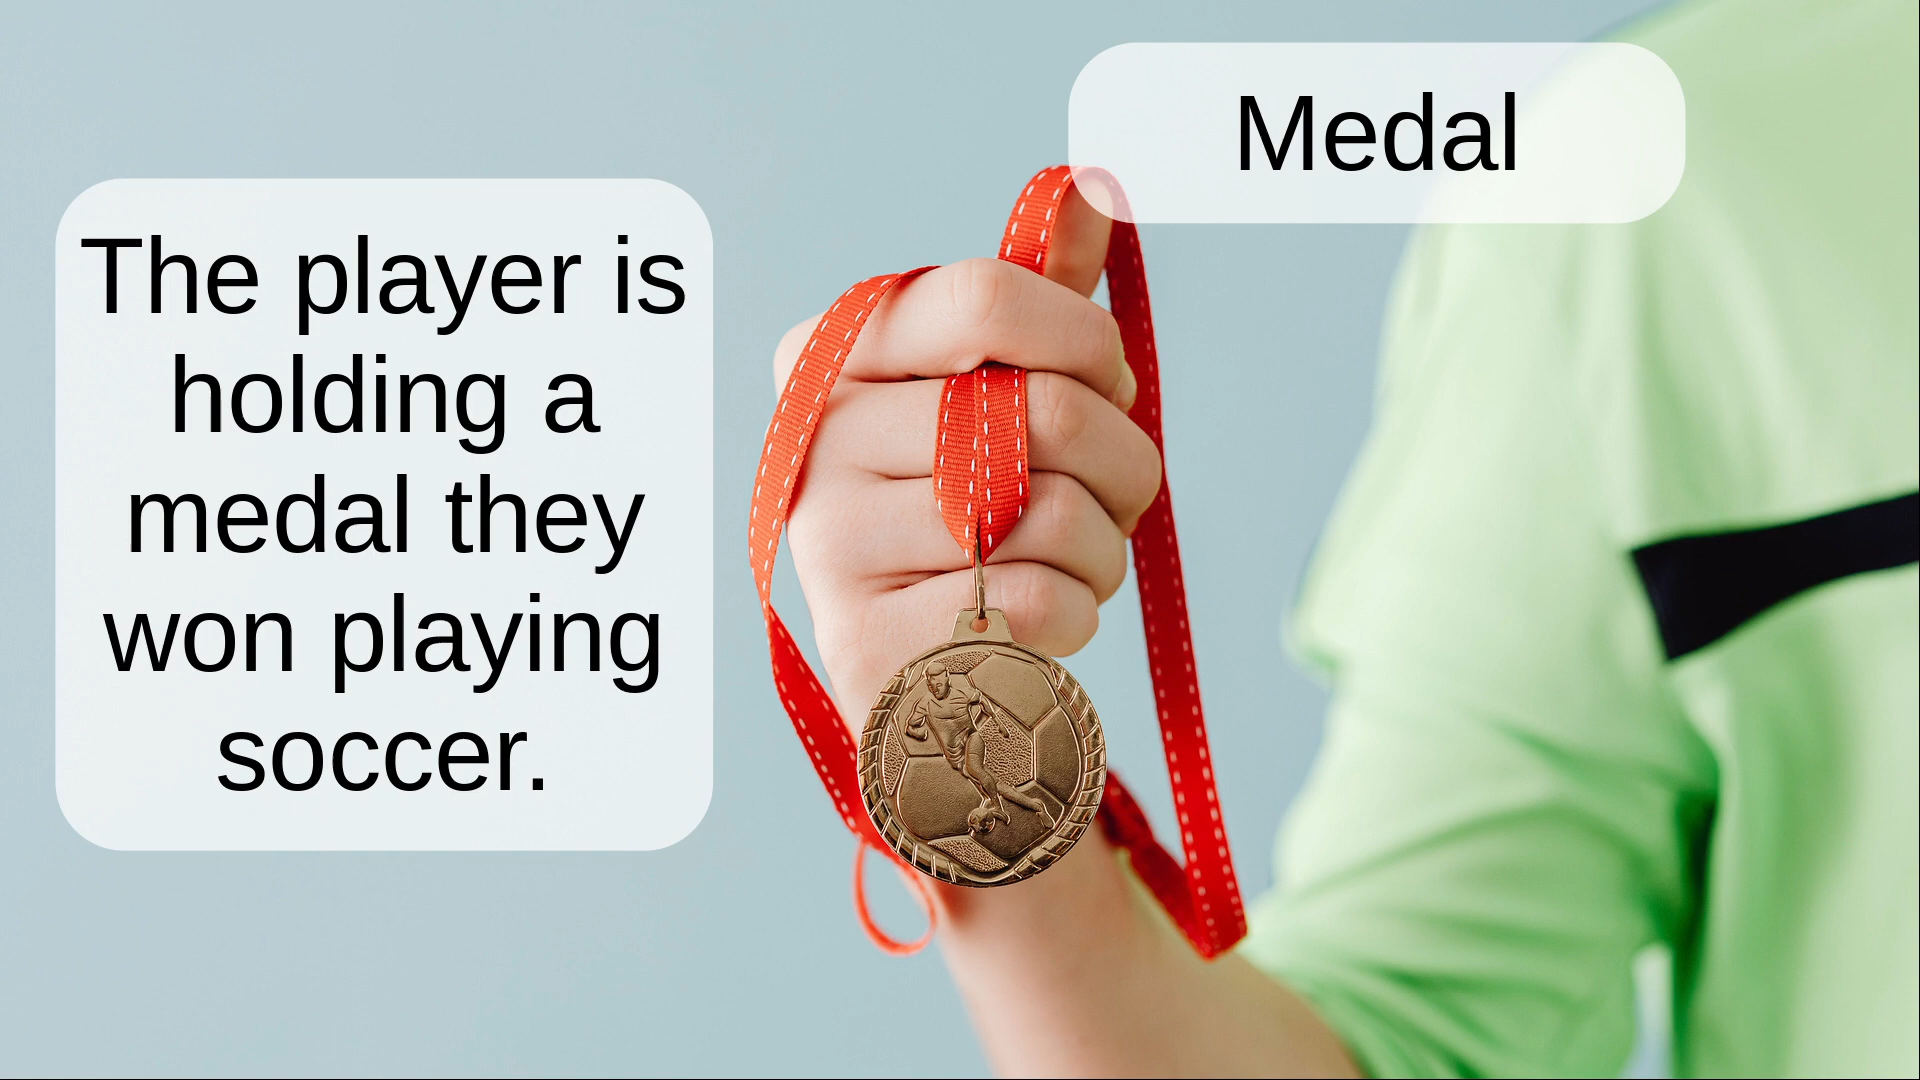 Medal
The player is
holding a
medal they
won playing
soccer.